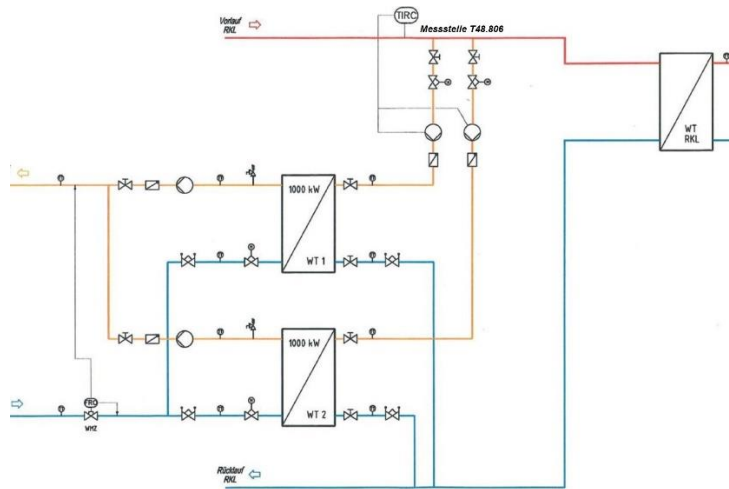 Vorlauf
RKL
TIRC
Messstelle T48.806
WT
RKL
1000 kW
WT 1
1000 kW
WT 2
FRC
WMZ
Rücklauf
RKL